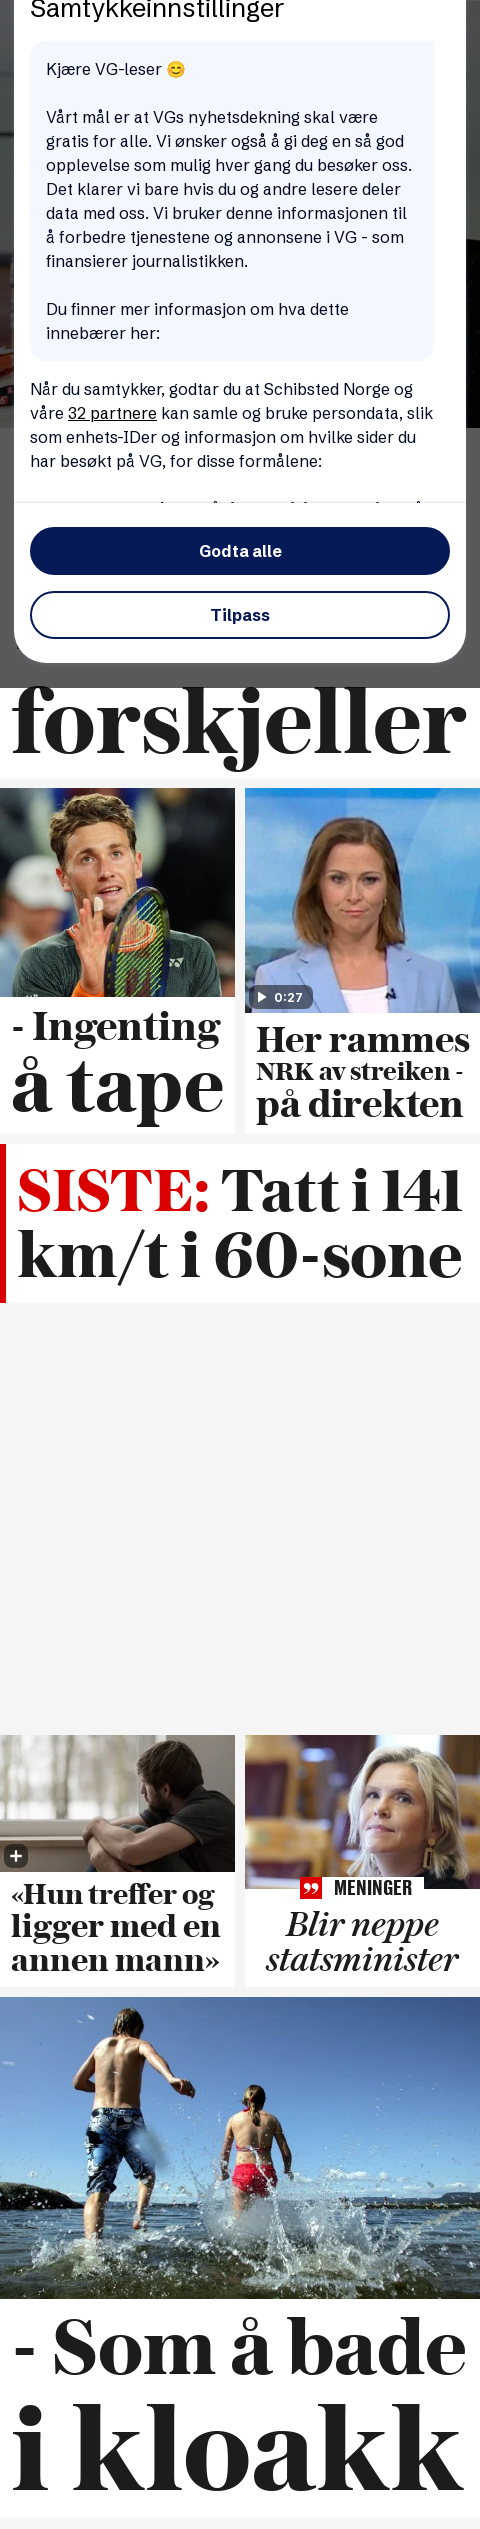 Samtykkeinnstillinger
Kjære VG-leser 😊
Vårt mål er at VGs nyhetsdekning skal være
gratis for alle. Vi ønsker også å gi deg en så god
opplevelse som mulig hver gang du besøker oss.
Det klarer vi bare hvis du og andre lesere deler
data med oss. Vi bruker denne informasjonen til
å forbedre tjenestene og annonsene i VG - som
finansierer journalistikken.
Du finner mer informasjon om hva dette
innebærer her:
Når du samtykker, godtar du at Schibsted Norge og
våre 32 partnere kan samle og bruke persondata, slik
som enhets-IDer og informasjon om hvilke sider du
har besøkt på VG, for disse formålene:
Godta alle
Tilpass
forskjeller
- Ingenting
å tape
0:27
Her rammes
NRK av streiken -
på direkten
SISTE: Tatt i 141
km/t i 60-sone
«Hun treffer og
ligger med en
annen mann»
MENINGER
Blir neppe
statsminister
- Som å bade
i kloakk